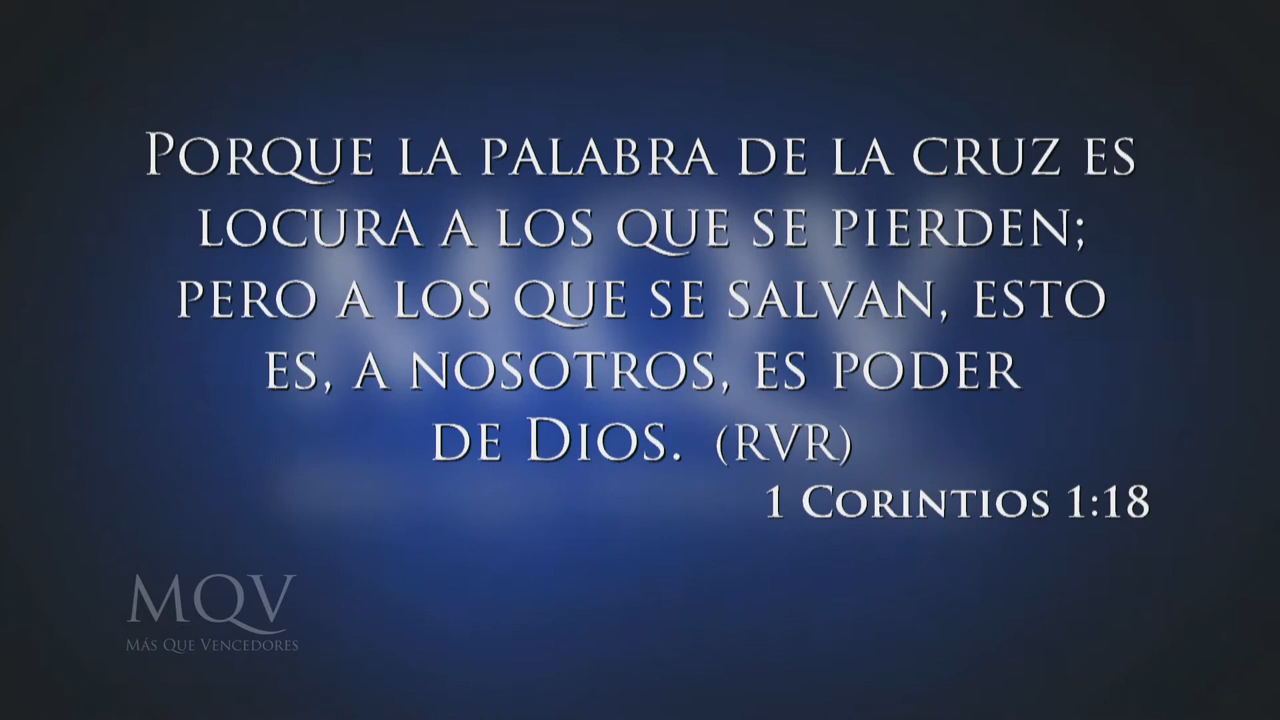 Porque la palabra de la cruz es
locura a los que se pierden;
pero a los que se salvan, esto
es, a nosotros, es poder
de Dios. (RVR)
1 Corintios 1:18
MQV
Más Que Vencedores